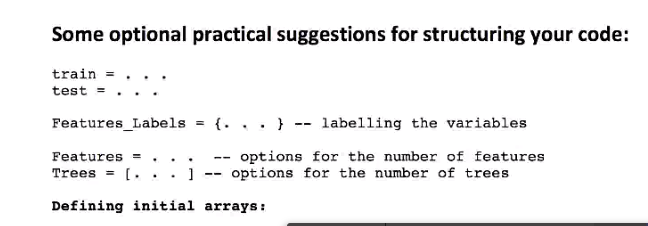 Some optional practical suggestions for structuring your code:
train = . . .
test = . . .
Features_Labels = {. . . } -- labelling the variables
Features = . . . -- options for the number of features
Trees = [. . . ] -- options for the number of trees
Defining initial arrays: